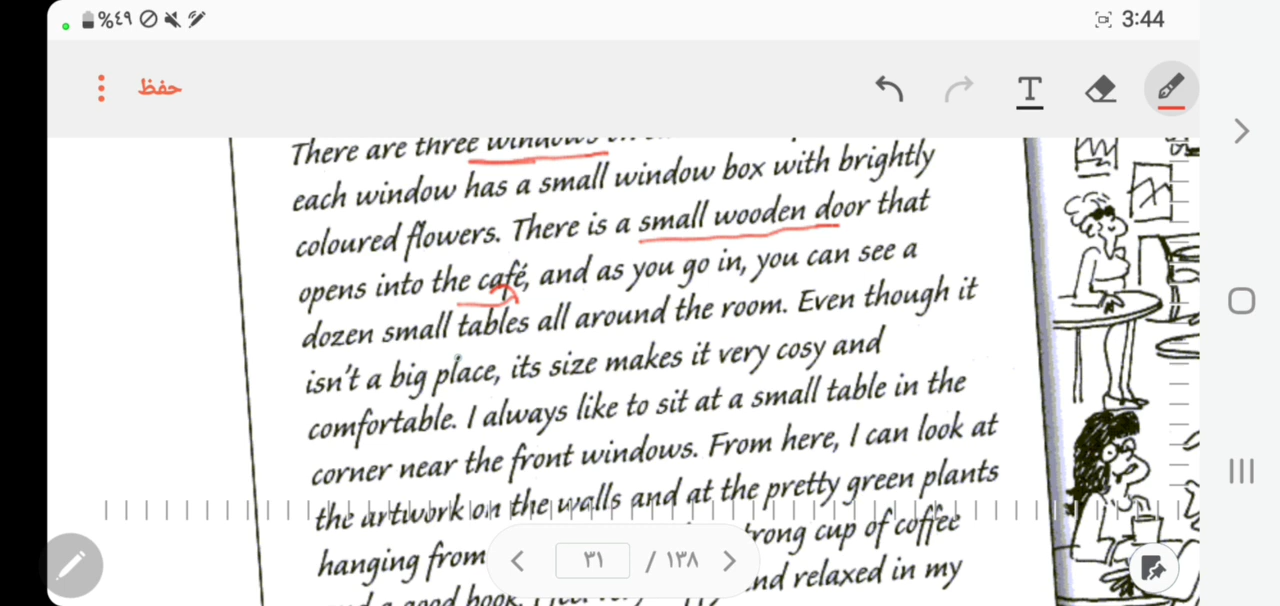 %٤٩
3:44
حفظ
T
There are three windows
each window has a small window box with brightly
coloured flowers. There is a small wooden door that
opens into the café, and as you go in, you can see a
dozen small tables all around the room. Even though it
isn't a big place, its size makes it very cosy and
comfortable. I always like to sit at a small table in the
corner near the front windows. From here, I can look at
the artwork on the walls and at the pretty green plants
hanging from cup of coffee
a good book. and relaxed in my
٣١ / ١٣٨